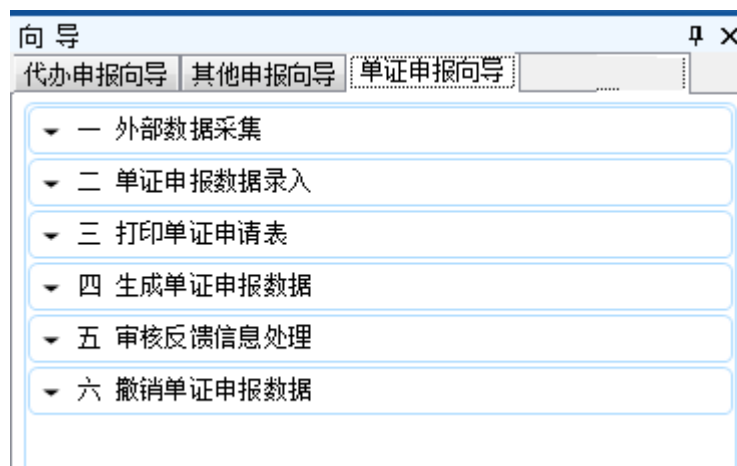 向 导
代办申报向导 其他申报向导 单证申报向导
一 外部数据采集
二 单证申报数据录入
三 打印单证申请表
四 生成单证申报数据
五 审核反馈信息处理
六 撤销单证申报数据